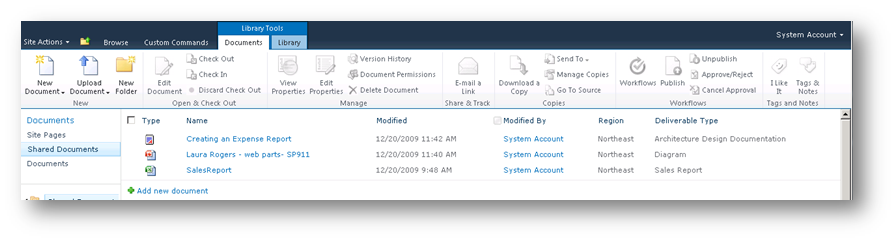 Library Tools
Site Actions Browse Custom Commands Documents Library System Account
New Document
Upload Document
New Folder
New
Edit Document
Check Out
Check In
Discard Check Out
Open & Check Out
View Properties
Edit Properties
Version History
Document Permissions
Delete Document
Manage
E-mail a Link
Share & Track
Download a Copy
Send To
Manage Copies
Go To Source
Copies
Workflows
Publish
Unpublish
Approve/Reject
Cancel Approval
Workflows
I Like It
Tags & Notes
Tags and Notes
Documents
Site Pages
Shared Documents
Documents
Type Name Modified Modified By Region Deliverable Type
Creating an Expense Report 12/20/2009 11:42 AM System Account Northeast Architecture Design Documentation
Laura Rogers - web parts- SP911 12/20/2009 11:40 AM System Account Northeast Diagram
SalesReport 12/20/2009 9:48 AM System Account Northeast Sales Report
Add new document